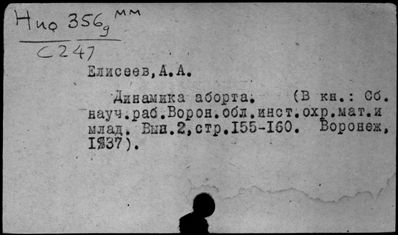 Нио 356g мм
С 247
Елисеев, А.А.
Динамика аборта. (В кн.: Сб.
науч.раб.Ворон.обл.инст.охр.мат.и
млад. Вып.2,стр.155-160. Воронеж,
1937).